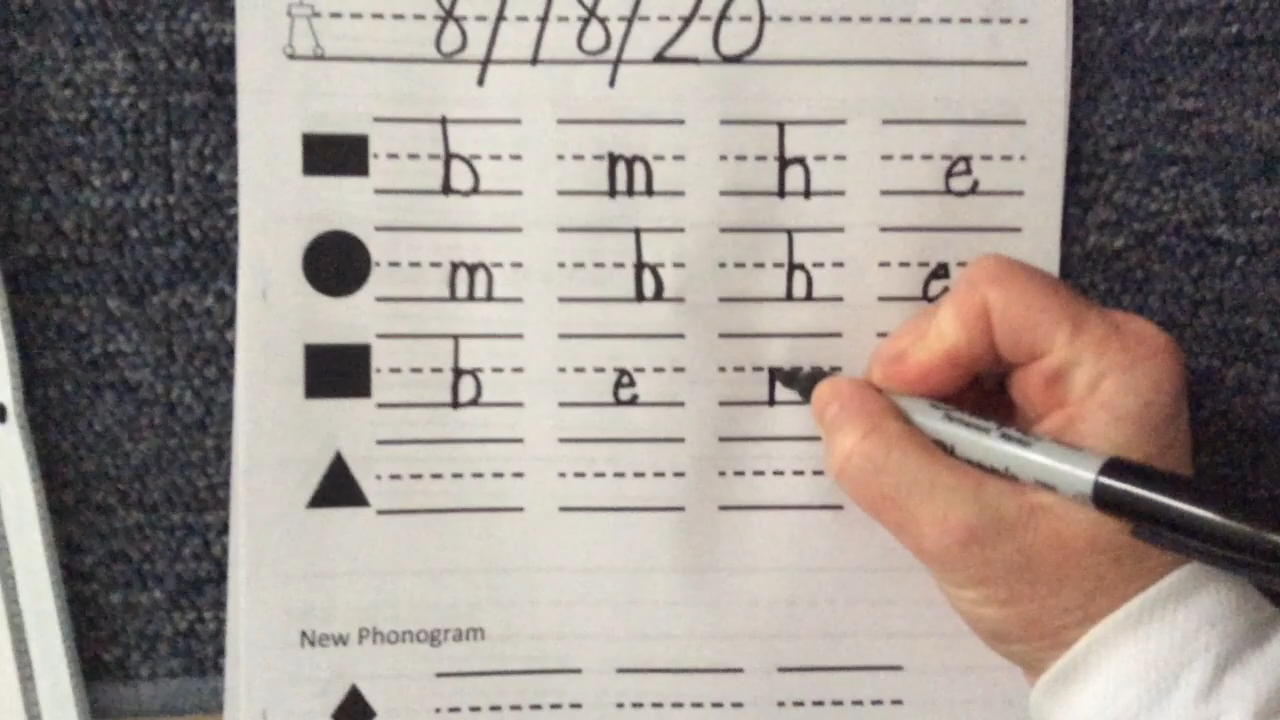 8/18/20
b m h e
m b h e
b e
New Phonogram